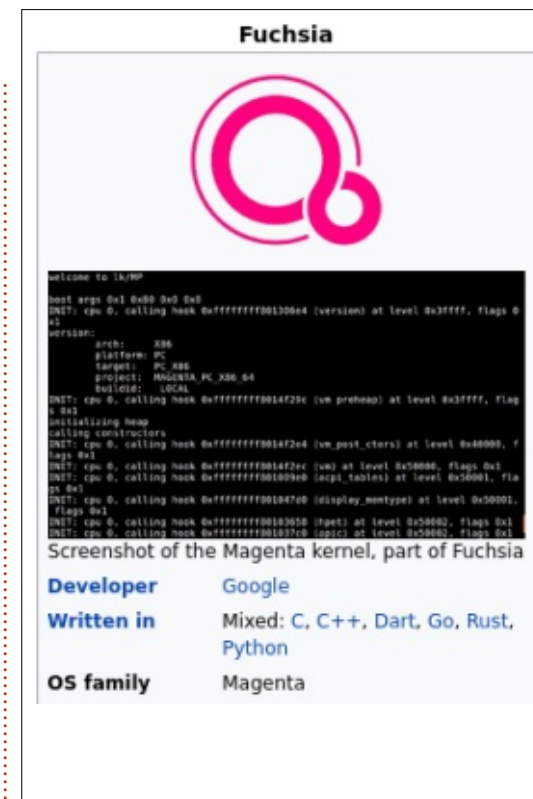 Fuchsia
welcome to lk/MP
boot args 0x1 0x80 0x0 0x0
INIT: cpu 0, calling hook 0xffffffff801306e4 (version) at level 0x3ffff, flags 0
x1
version:
arch: X86
platform: PC
target: PC_X86
project: MAGENTA_PC_X86_64
buildid: LOCAL
INIT: cpu 0, calling hook 0xffffffff8014f29c (vm_preheap) at level 0x3ffff, flag
s 0x1
initializing heap
calling constructors
INIT: cpu 0, calling hook 0xffffffff8014f2e4 (vm_post_ctors) at level 0x40000, f
lags 0x1
INIT: cpu 0, calling hook 0xffffffff8014f2ec (vm) at level 0x50000, flags 0x1
INIT: cpu 0, calling hook 0xffffffff801009e0 (acpi_tables) at level 0x50001, fla
gs 0x1
INIT: cpu 0, calling hook 0xffffffff801047d0 (display_memtype) at level 0x50001,
flags 0x1
INIT: cpu 0, calling hook 0xffffffff80103650 (hpet) at level 0x50002, flags 0x1
INIT: cpu 0, calling hook 0xffffffff801037c0 (apic) at level 0x50002, flags 0x1
Screenshot of the Magenta kernel, part of Fuchsia
Developer Google
Written in Mixed: C, C++, Dart, Go, Rust,
Python
OS family Magenta